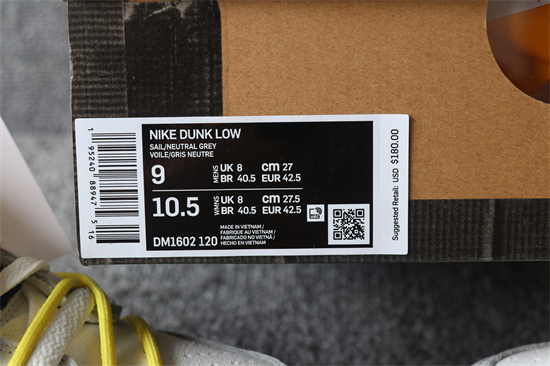 NIKE DUNK LOW
SAIL/NEUTRAL GREY
VOILE/GRIS NEUTRE
9 MENS UK 8 cm 27
BR 40.5 EUR 42.5
10.5 WMNS UK 8 cm 27.5
BR 40.5 EUR 42.5
DM1602 120
MADE IN VIETNAM /
FABRIQUE AU VIETNAM /
FABRICADO NO VIETNÃ /
HECHO EN VIETNAM
1 95240 88947 5 16
Suggested Retail: USD $180.00